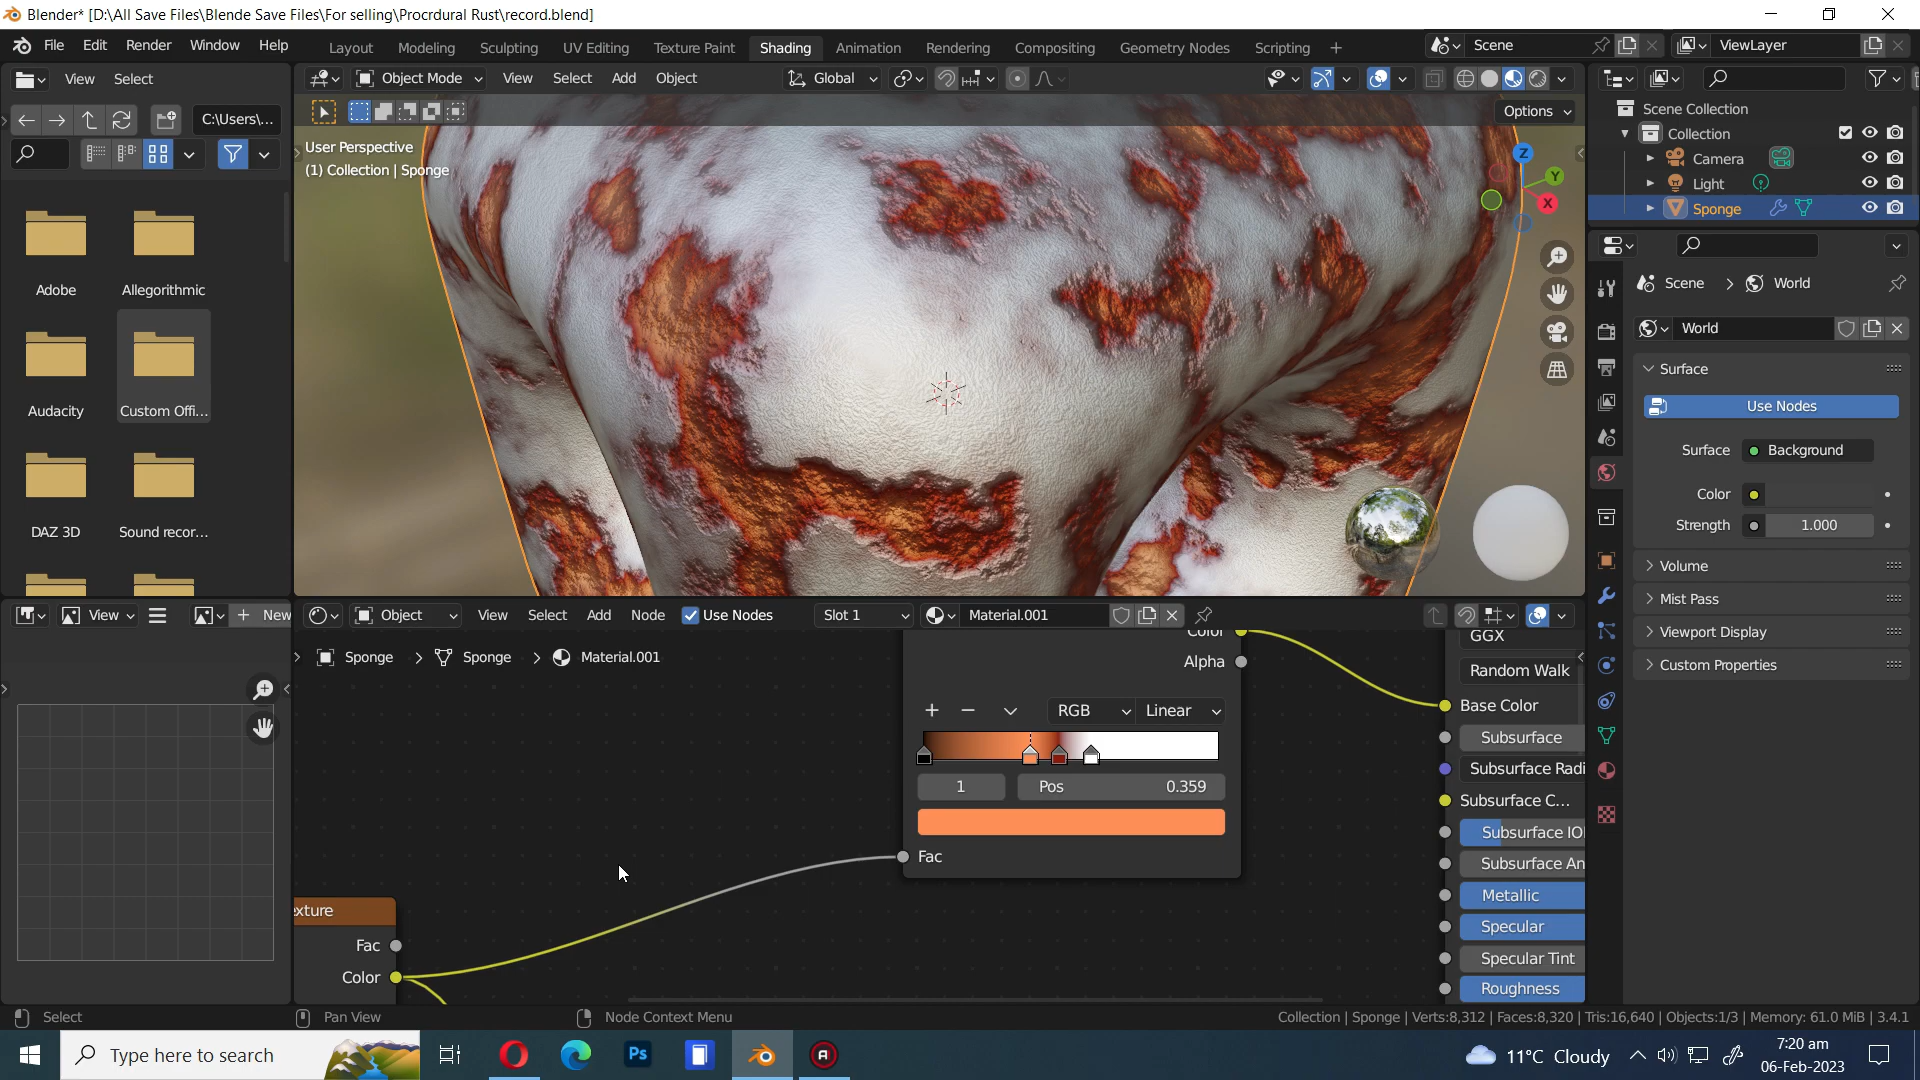 Blender* [D:\All Save Files\Blende Save Files\For selling\Procrdural Rust\record.blend]
File Edit Render Window Help
Layout Modeling Sculpting UV Editing Texture Paint Shading Animation Rendering Compositing Geometry Nodes Scripting +
Scene
ViewLayer
View Select
Object Mode
View Select Add Object
Global
C:\Users\...
Options
Scene Collection
Collection
Camera
Light
Sponge
User Perspective
(1) Collection | Sponge
Z
Y
X
Adobe
Allegorithmic
Audacity
Custom Offi...
DAZ 3D
Sound recor...
Scene > World
World
Surface
Use Nodes
Surface Background
Color
Strength 1.000
Volume
Mist Pass
Viewport Display
Custom Properties
View
New
Object
View Select Add Node Use Nodes
Slot 1
Material.001
Sponge > Sponge > Material.001
Color
Alpha
RGB
Linear
1
Pos 0.359
Fac
exture
Fac
Color
GGX
Random Walk
Base Color
Subsurface
Subsurface Radi
Subsurface C...
Subsurface IO
Subsurface An
Metallic
Specular
Specular Tint
Roughness
Select
Pan View
Node Context Menu
Collection | Sponge | Verts:8,312 | Faces:8,320 | Tris:16,640 | Objects:1/3 | Memory: 61.0 MiB | 3.4.1
Type here to search
Ps
11°C Cloudy
7:20 am
06-Feb-2023